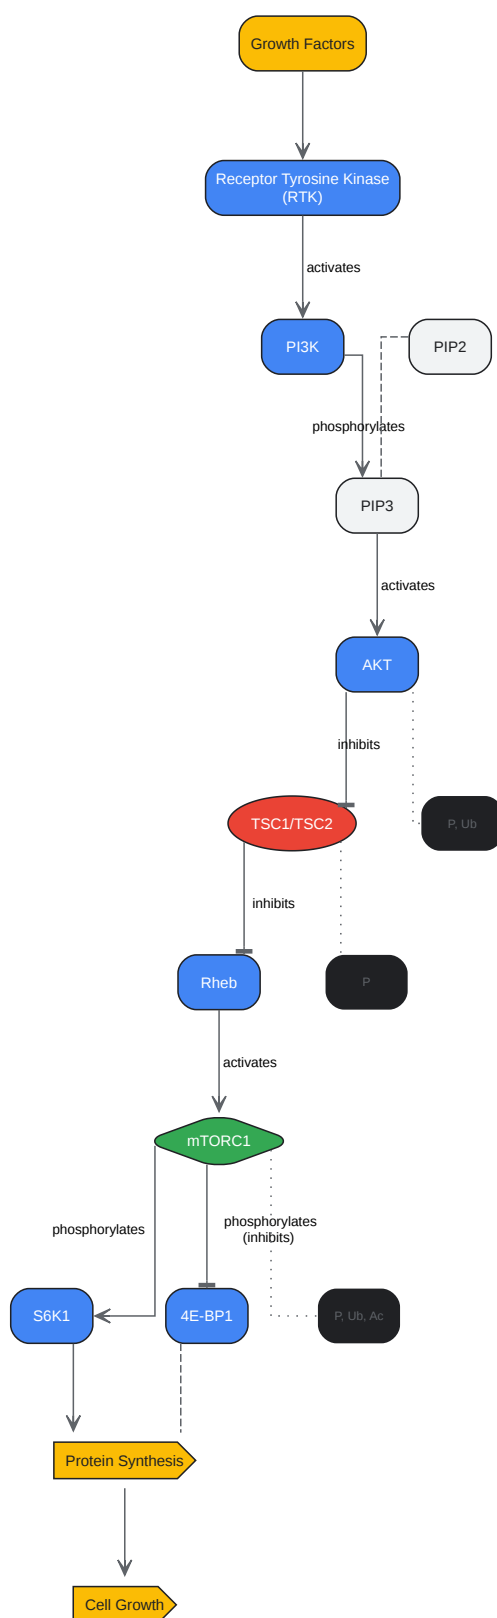 Growth Factors
Receptor Tyrosine Kinase
(RTK)
activates
PI3K
PIP2
phosphorylates
PIP3
activates
AKT
inhibits
TSC1/TSC2
P, Ub
inhibits
Rheb
P
activates
mTORC1
phosphorylates
phosphorylates
(inhibits)
S6K1
4E-BP1
P, Ub, Ac
Protein Synthesis
Cell Growth